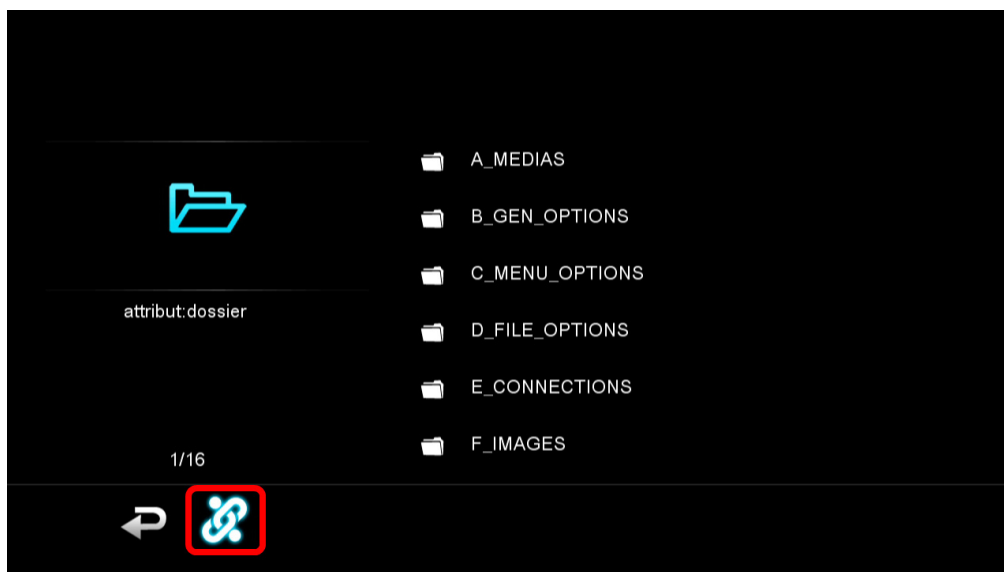 attribut:dossier
1/16
A_MEDIAS
B_GEN_OPTIONS
C_MENU_OPTIONS
D_FILE_OPTIONS
E_CONNECTIONS
F_IMAGES